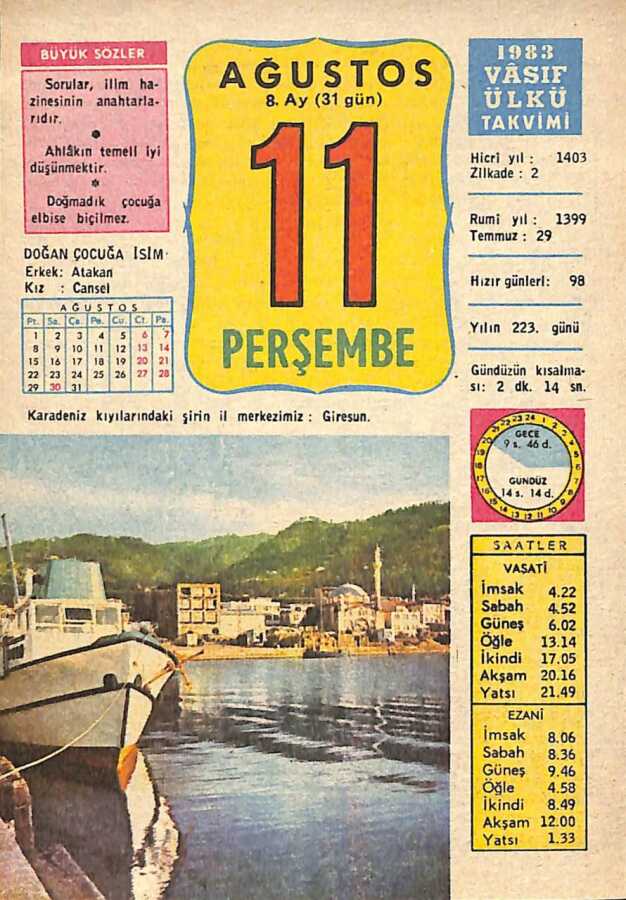 BÜYÜK SÖZLER
Sorular, ilim ha-
zinesinin anahtarla-
rıdır.
Ahlâkın temeli iyi
düşünmektir.
Doğmadık çocuğa
elbise biçilmez.
DOĞAN ÇOCUĞA İSİM
Erkek: Atakan
Kız : Cansel
AĞUSTOS
Pt. Sa. Ça. Pe. Cu. Ct. Pa.
1 2 3 4 5 6 7
8 9 10 11 12 13 14
15 16 17 18 19 20 21
22 23 24 25 26 27 28
29 30 31
AĞUSTOS
8. Ay (31 gün)
11
PERŞEMBE
1983
VÂSIF
ÜLKÜ
TAKVİMİ
Hicrî yıl : 1403
Zilkade : 2
Rumî yıl : 1399
Temmuz : 29
Hızır günleri: 98
Yılın 223. günü
Gündüzün kısalma-
sı: 2 dk. 14 sn.
Karadeniz kıyılarındaki şirin il merkezimiz : Giresun.
GECE
9 s. 46 d.
GÜNDÜZ
14 s. 14 d.
SAATLER
VASATİ
İmsak 4.22
Sabah 4.52
Güneş 6.02
Öğle 13.14
İkindi 17.05
Akşam 20.16
Yatsı 21.49
EZANİ
İmsak 8.06
Sabah 8.36
Güneş 9.46
Öğle 4.58
İkindi 8.49
Akşam 12.00
Yatsı 1.33